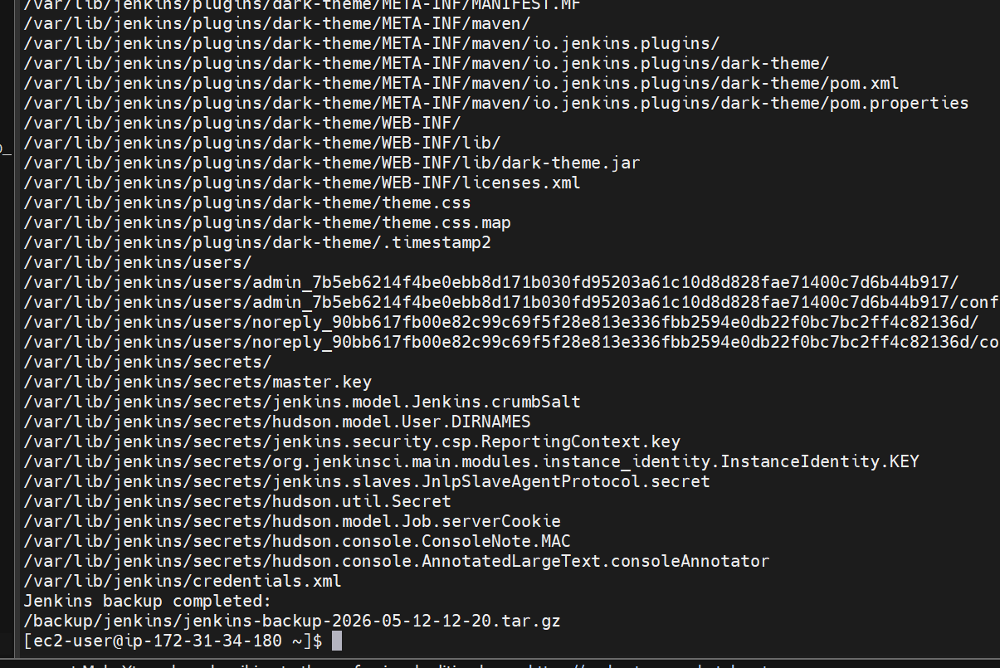 /var/lib/jenkins/plugins/dark-theme/META-INF/MANIFEST.MF
/var/lib/jenkins/plugins/dark-theme/META-INF/maven/
/var/lib/jenkins/plugins/dark-theme/META-INF/maven/io.jenkins.plugins/
/var/lib/jenkins/plugins/dark-theme/META-INF/maven/io.jenkins.plugins/dark-theme/
/var/lib/jenkins/plugins/dark-theme/META-INF/maven/io.jenkins.plugins/dark-theme/pom.xml
/var/lib/jenkins/plugins/dark-theme/META-INF/maven/io.jenkins.plugins/dark-theme/pom.properties
/var/lib/jenkins/plugins/dark-theme/WEB-INF/
/var/lib/jenkins/plugins/dark-theme/WEB-INF/lib/
/var/lib/jenkins/plugins/dark-theme/WEB-INF/lib/dark-theme.jar
/var/lib/jenkins/plugins/dark-theme/WEB-INF/licenses.xml
/var/lib/jenkins/plugins/dark-theme/theme.css
/var/lib/jenkins/plugins/dark-theme/theme.css.map
/var/lib/jenkins/plugins/dark-theme/.timestamp2
/var/lib/jenkins/users/
/var/lib/jenkins/users/admin_7b5eb6214f4be0ebb8d171b030fd95203a61c10d8d828fae71400c7d6b44b917/
/var/lib/jenkins/users/admin_7b5eb6214f4be0ebb8d171b030fd95203a61c10d8d828fae71400c7d6b44b917/conf
/var/lib/jenkins/users/noreply_90bb617fb00e82c99c69f5f28e813e336fbb2594e0db22f0bc7bc2ff4c82136d/
/var/lib/jenkins/users/noreply_90bb617fb00e82c99c69f5f28e813e336fbb2594e0db22f0bc7bc2ff4c82136d/co
/var/lib/jenkins/secrets/
/var/lib/jenkins/secrets/master.key
/var/lib/jenkins/secrets/jenkins.model.Jenkins.crumbSalt
/var/lib/jenkins/secrets/hudson.model.User.DIRNAMES
/var/lib/jenkins/secrets/jenkins.security.csp.ReportingContext.key
/var/lib/jenkins/secrets/org.jenkinsci.main.modules.instance_identity.InstanceIdentity.KEY
/var/lib/jenkins/secrets/jenkins.slaves.JnlpSlaveAgentProtocol.secret
/var/lib/jenkins/secrets/hudson.util.Secret
/var/lib/jenkins/secrets/hudson.model.Job.serverCookie
/var/lib/jenkins/secrets/hudson.console.ConsoleNote.MAC
/var/lib/jenkins/secrets/hudson.console.AnnotatedLargeText.consoleAnnotator
/var/lib/jenkins/credentials.xml
Jenkins backup completed:
/backup/jenkins/jenkins-backup-2026-05-12-12-20.tar.gz
[ec2-user@ip-172-31-34-180 ~]$